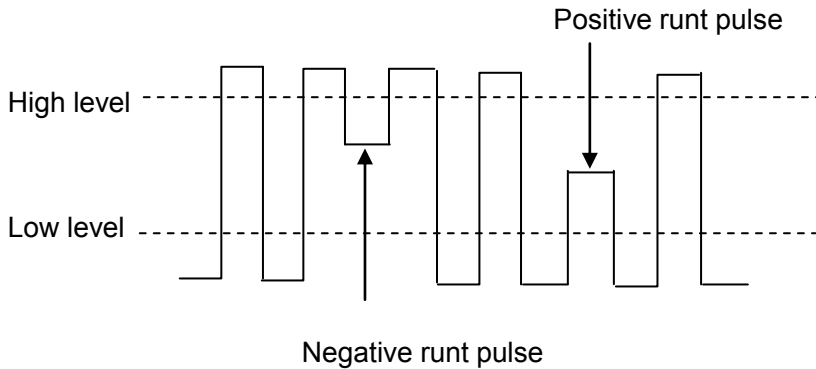 Positive runt pulse
High level
Low level
Negative runt pulse